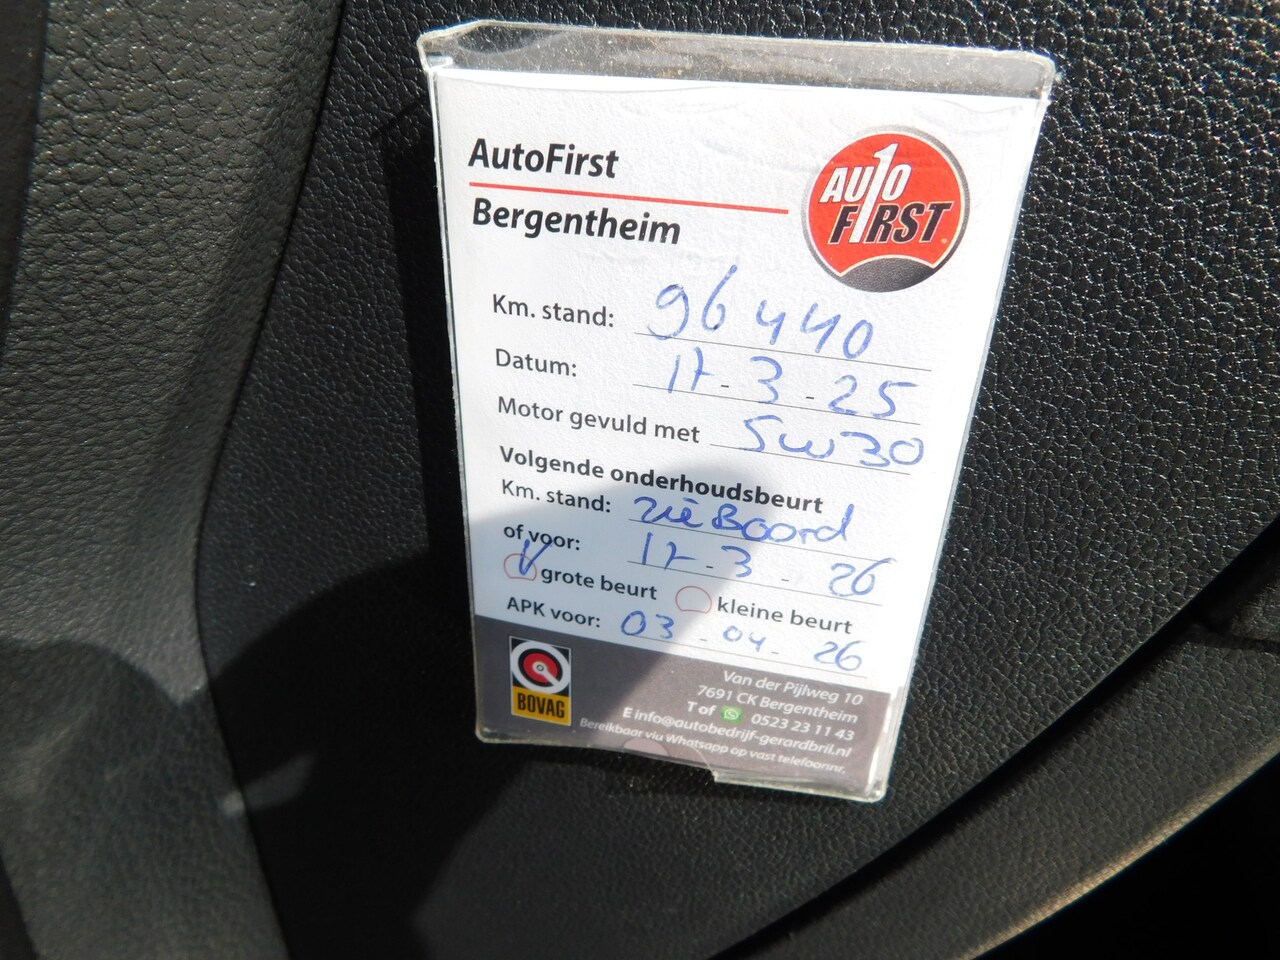 AutoFirst
Bergentheim
AUTO
FIRST
Km. stand: 96440
Datum: 17-3-25
Motor gevuld met 5w30
Volgende onderhoudsbeurt
Km. stand: zie Boord
of voor: 17-3-26
V grote beurt kleine beurt
APK voor: 03-04-26
BOVAG
Van der Pijlweg 10
7691 CK Bergentheim
T of 0523 23 11 43
E info@autobedrijf-gerardbril.nl
Bereikbaar via Whatsapp op vast telefoonnr.